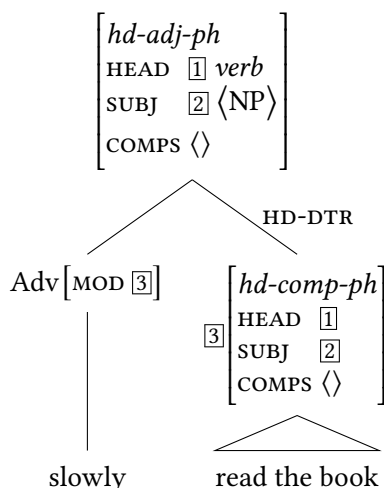 hd-adj-ph
HEAD 1 verb
SUBJ 2 ⟨NP⟩
COMPS ⟨⟩
HD-DTR
Adv[MOD 3]
3
hd-comp-ph
HEAD 1
SUBJ 2
COMPS ⟨⟩
slowly read the book